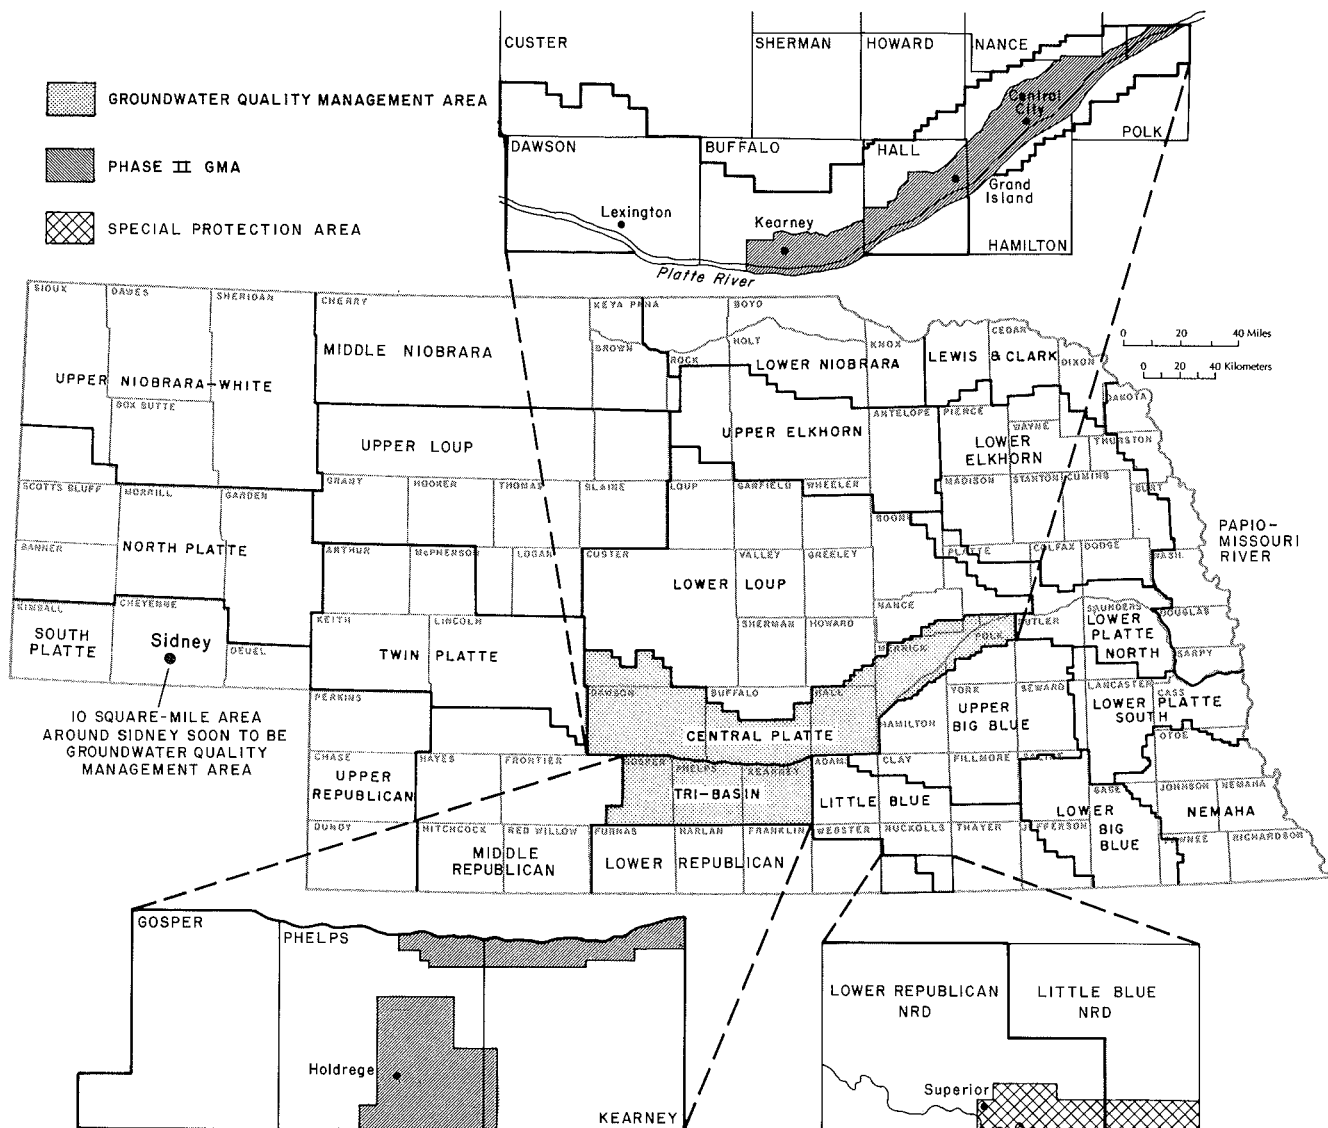 CUSTER
SHERMAN
HOWARD
NANCE
GROUNDWATER QUALITY MANAGEMENT AREA
PHASE II GMA
SPECIAL PROTECTION AREA
Central
City
POLK
DAWSON
BUFFALO
HALL
Grand
Island
Lexington
Kearney
HAMILTON
Platte River
SIOUX
DAWES
SHERIDAN
CHERRY
KEYA PAHA
BOYD
BROWN
ROCK
HOLT
KNOX
CEDAR
DIXON
0 20 40 Miles
0 20 40 Kilometers
MIDDLE NIOBRARA
LOWER NIOBRARA
LEWIS & CLARK
UPPER NIOBRARA-WHITE
BOX BUTTE
DAKOTA
ANTELOPE
PIERCE
WAYNE
THURSTON
UPPER LOUP
UPPER ELKHORN
LOWER
ELKHORN
SCOTTS BLUFF
MORRILL
GARDEN
GRANT
HOOKER
THOMAS
BLAINE
LOUP
GARFIELD
WHEELER
MADISON
STANTON
CUMING
BURT
BOONE
PAPIO-
MISSOURI
RIVER
BANNER
NORTH PLATTE
ARTHUR
McPHERSON
LOGAN
CUSTER
VALLEY
GREELEY
PLATTE
COLFAX
DODGE
WASH.
LOWER LOUP
NANCE
KIMBALL
CHEYENNE
KEITH
LINCOLN
SHERMAN
HOWARD
MERRICK
POLK
BUTLER
SAUNDERS
DOUGLAS
SOUTH
PLATTE
Sidney
DEUEL
TWIN PLATTE
LOWER
PLATTE
NORTH
SARPY
PERKINS
DAWSON
BUFFALO
HALL
YORK
SEWARD
LANCASTER
CASS
10 SQUARE-MILE AREA
AROUND SIDNEY SOON TO BE
GROUNDWATER QUALITY
MANAGEMENT AREA
CENTRAL PLATTE
HAMILTON
UPPER
BIG BLUE
LOWER PLATTE
SOUTH
OTOE
CHASE
HAYES
FRONTIER
GOSPER
PHELPS
KEARNEY
ADAMS
CLAY
FILLMORE
SALINE
UPPER
REPUBLICAN
TRI-BASIN
LITTLE BLUE
GAGE
JOHNSON
NEMAHA
LOWER
BIG
BLUE
NEMAHA
DUNDY
HITCHCOCK
RED WILLOW
FURNAS
HARLAN
FRANKLIN
WEBSTER
NUCKOLLS
THAYER
JEFFERSON
PAWNEE
RICHARDSON
MIDDLE
REPUBLICAN
LOWER REPUBLICAN
GOSPER
PHELPS
Holdrege
KEARNEY
LOWER REPUBLICAN
NRD
LITTLE BLUE
NRD
Superior